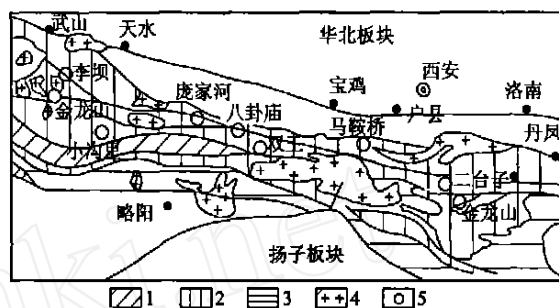 武山
天水
华北板块
李坝
西安
宝鸡
洛南
庞家河
金龙山
八卦庙
马鞍桥
户县
丹凤
小沟里
双王
二台子
金龙山
略阳
扬子板块
1 2 3 4 5